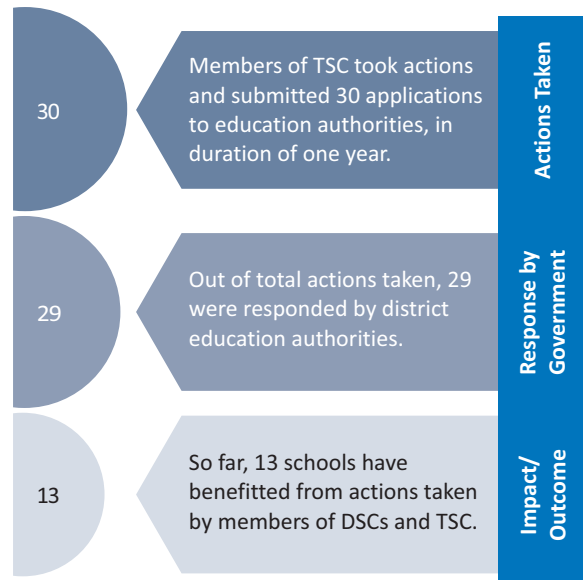 30
Members of TSC took actions
and submitted 30 applications
to education authorities, in
duration of one year.
Actions Taken
29
Out of total actions taken, 29
were responded by district
education authorities.
Response by
Government
13
So far, 13 schools have
benefitted from actions taken
by members of DSCs and TSC.
Impact/
Outcome